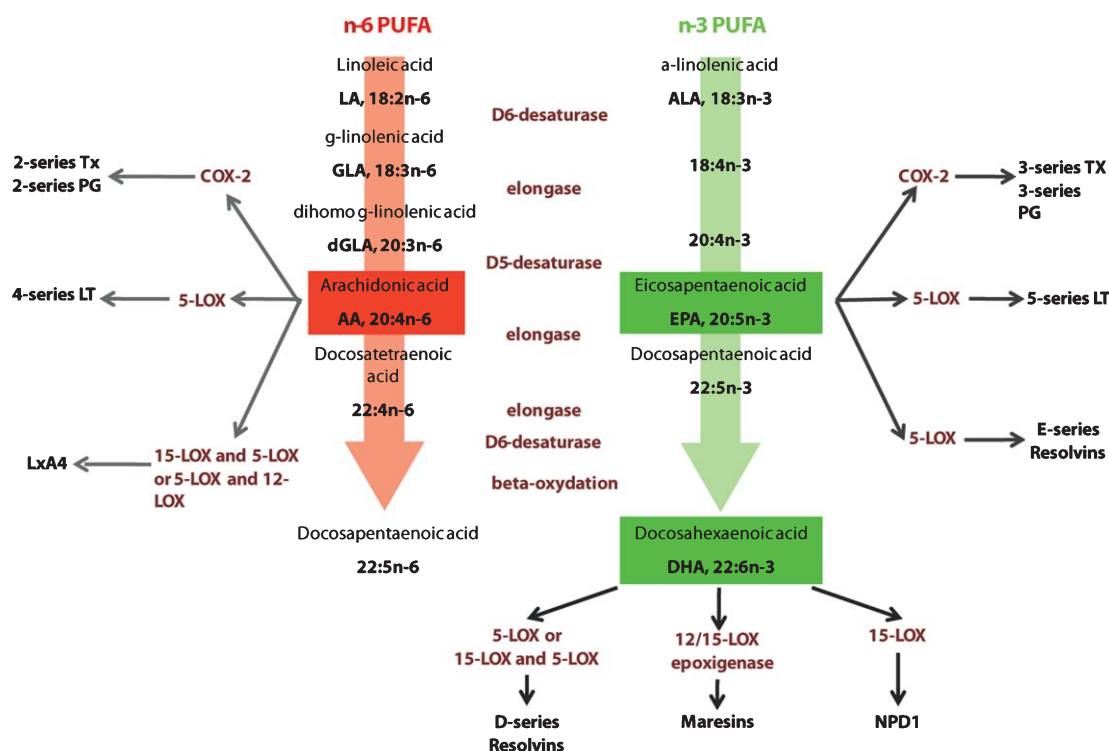 n-6 PUFA
n-3 PUFA
Linoleic acid
LA, 18:2n-6
g-linolenic acid
GLA, 18:3n-6
dihomo g-linolenic acid
dGLA, 20:3n-6
Arachidonic acid
AA, 20:4n-6
Docosatetraenoic
acid
22:4n-6
Docosapentaenoic acid
22:5n-6
D6-desaturase
elongase
D5-desaturase
elongase
elongase
D6-desaturase
beta-oxydation
a-linolenic acid
ALA, 18:3n-3
18:4n-3
20:4n-3
Eicosapentaenoic acid
EPA, 20:5n-3
Docosapentaenoic acid
22:5n-3
Docosahexaenoic acid
DHA, 22:6n-3
2-series Tx
2-series PG
COX-2
4-series LT
5-LOX
LxA4
15-LOX and 5-LOX
or 5-LOX and 12-
LOX
COX-2
3-series TX
3-series
PG
5-LOX
5-series LT
5-LOX
E-series
Resolvins
5-LOX or
15-LOX and 5-LOX
D-series
Resolvins
12/15-LOX
epoxigenase
Maresins
15-LOX
NPD1